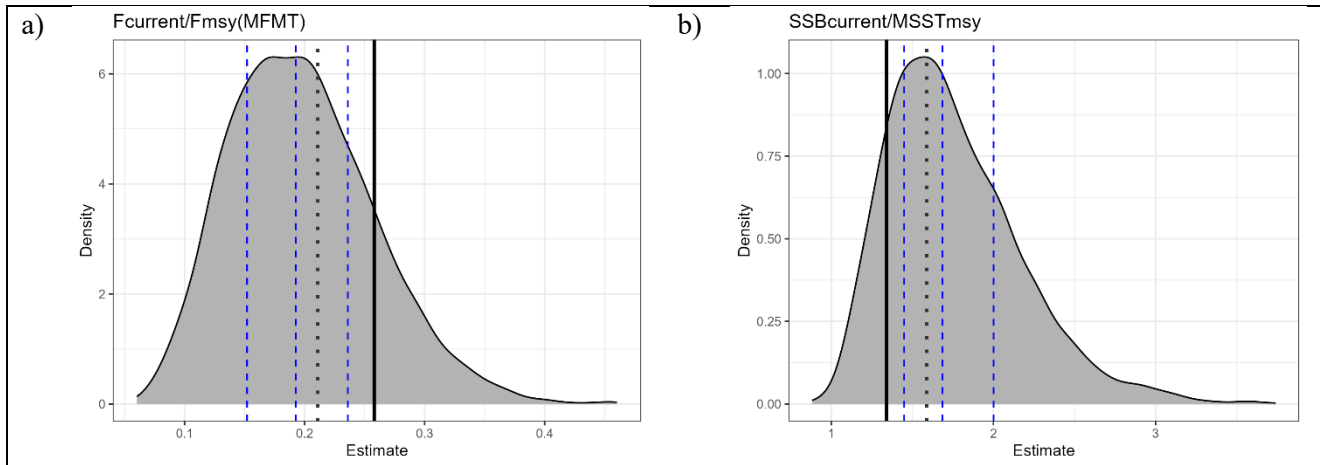 a)
Fcurrent/Fmsy(MFMT)
6
4
2
0
Density
0.1 0.2 0.3 0.4
Estimate
b)
SSBcurrent/MSSTmsy
1.00
0.75
0.50
0.25
0.00
Density
1 2 3
Estimate